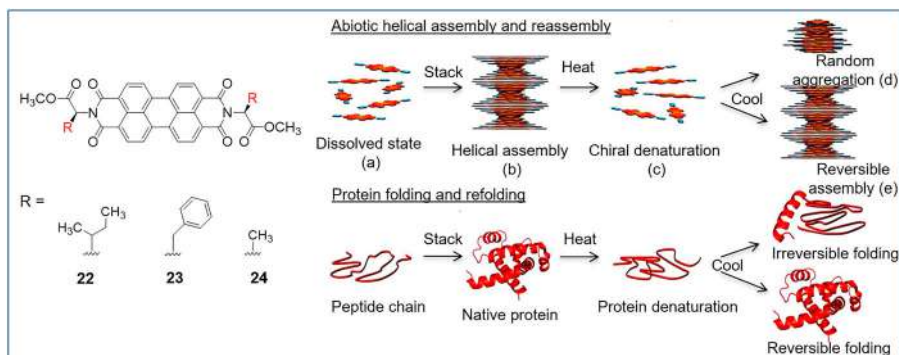 Abiotic helical assembly and reassembly
Stack
Heat
Cool
Dissolved state
(a)
Helical assembly
(b)
Chiral denaturation
(c)
Random
aggregation (d)
Reversible
assembly (e)
CH₃O
O
R
O
N
O
O
N
O
R
O
OCH₃
R =
H₃C
CH₃
22
23
CH₃
24
Protein folding and refolding
Stack
Heat
Cool
Peptide chain
Native protein
Protein denaturation
Irreversible folding
Reversible folding